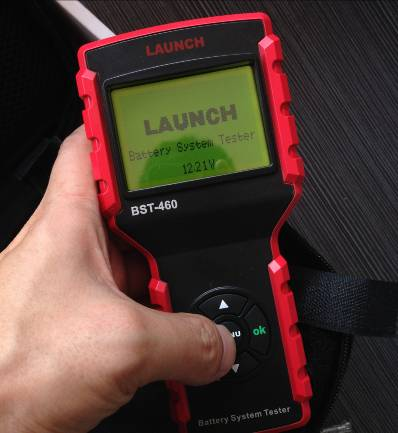 LAUNCH
LAUNCH
Battery System Tester
12.21V
BST-460
ok
Battery System Tester